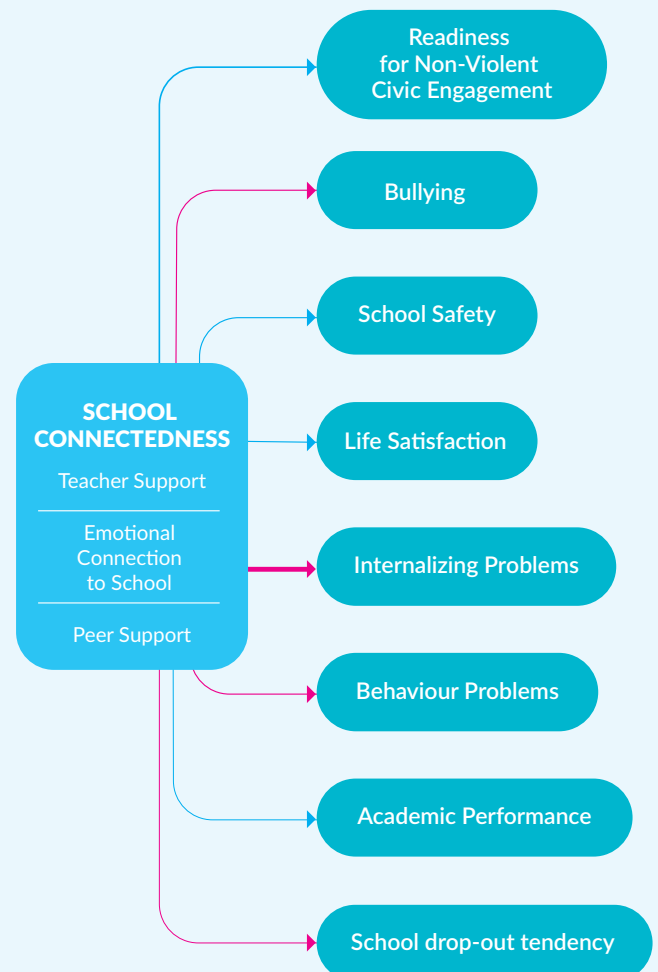 Readiness
for Non-Violent
Civic Engagement
Bullying
School Safety
SCHOOL
CONNECTEDNESS
Teacher Support
Emotional
Connection
to School
Peer Support
Life Satisfaction
Internalizing Problems
Behaviour Problems
Academic Performance
School drop-out tendency